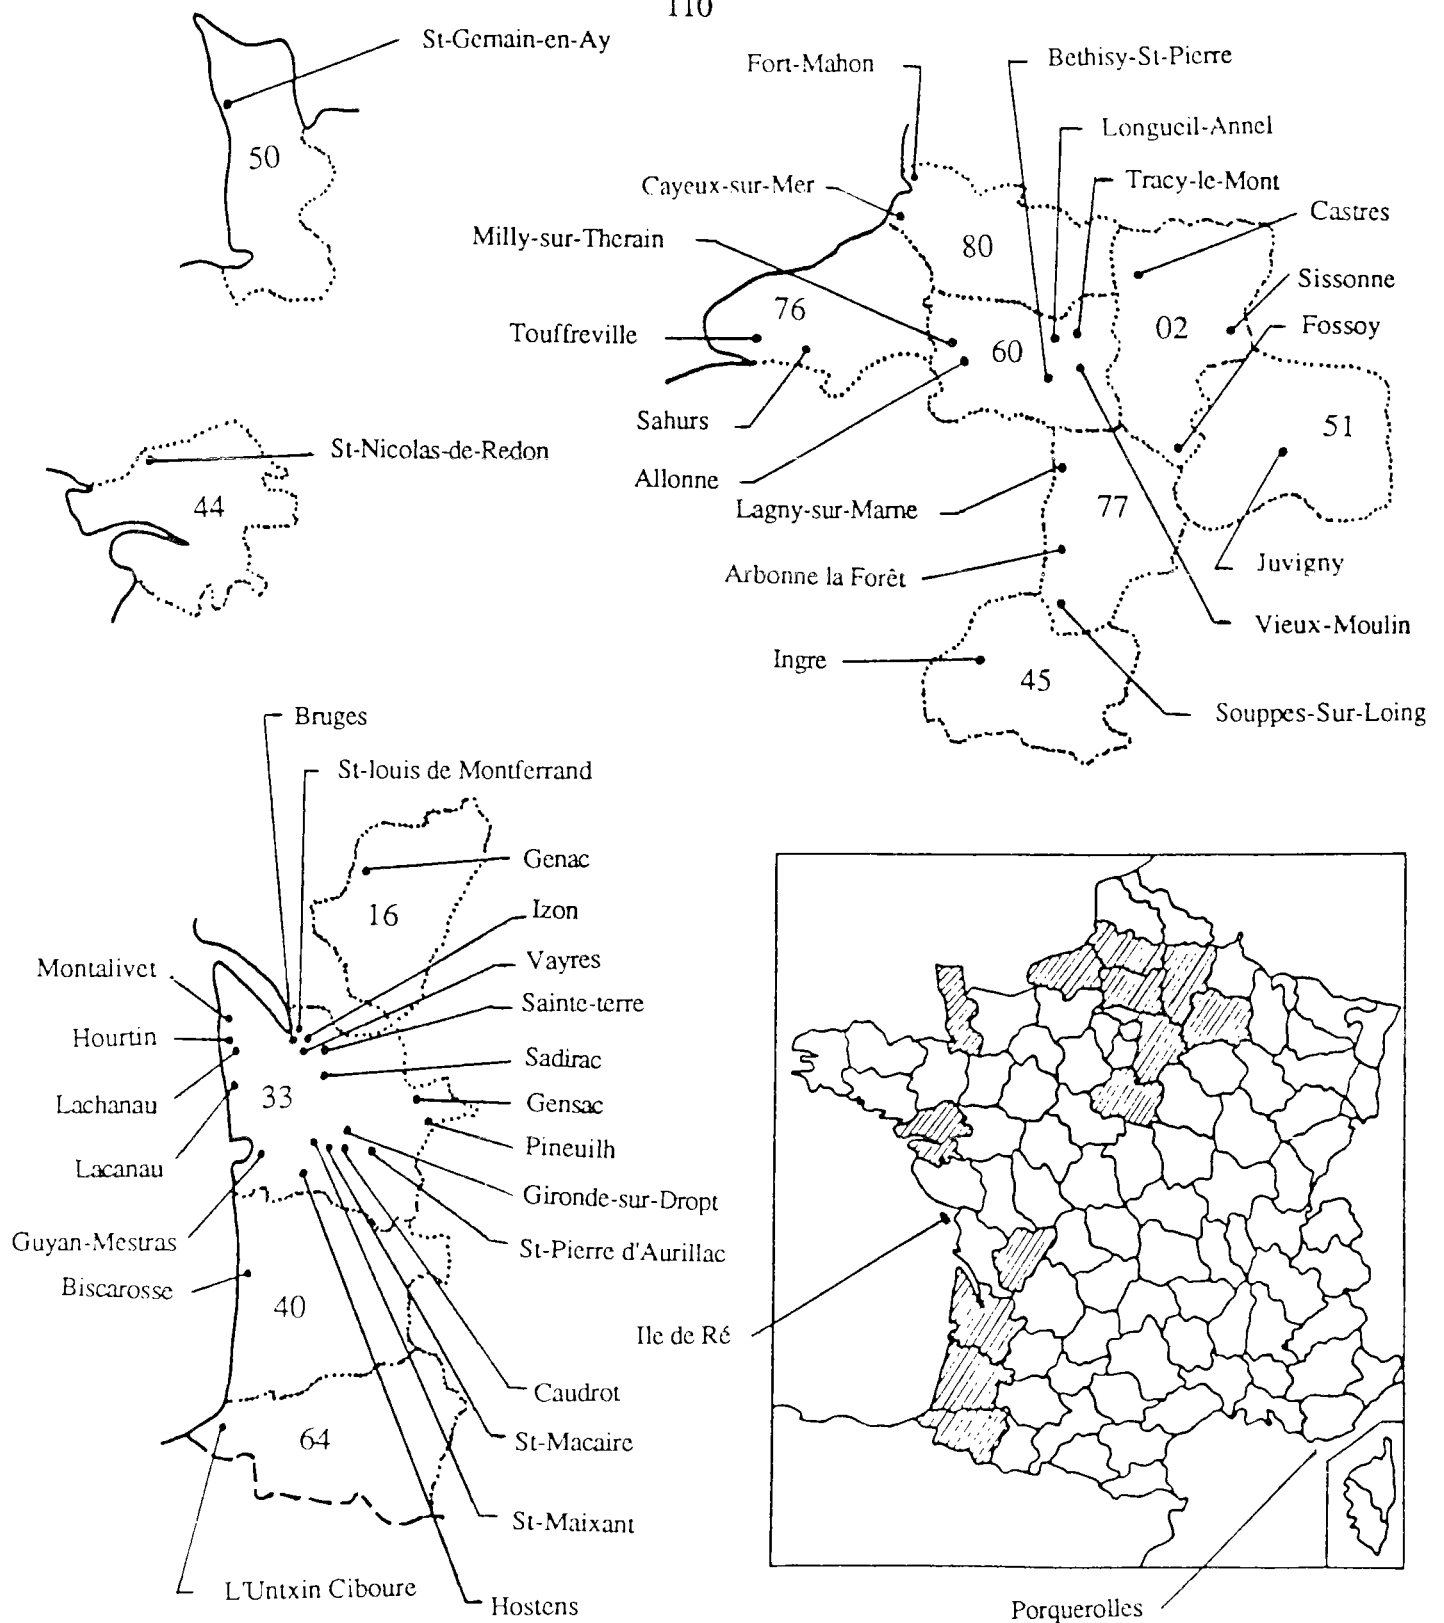 110
St-Gemain-en-Ay
50
Fort-Mahon
Bethisy-St-Pierre
Longueil-Annel
Cayeux-sur-Mer
Tracy-le-Mont
Castres
Milly-sur-Therain
80
Sissonne
76
02
Fossoy
Touffreville
60
Sahurs
51
Allonne
Lagny-sur-Marne
77
Arbonne la Forêt
Juvigny
Vieux-Moulin
Ingre
45
Souppes-Sur-Loing
St-Nicolas-de-Redon
44
Bruges
St-louis de Montferrand
Genac
16
Izon
Montalivet
Vayres
Sainte-terre
Hourtin
Sadirac
33
Lachanau
Gensac
Pineuilh
Lacanau
Gironde-sur-Dropt
Guyan-Mestras
St-Pierre d'Aurillac
Biscarosse
40
Caudrot
64
St-Macaire
St-Maixant
L'Untxin Ciboure
Hostens
Ile de Ré
Porquerolles